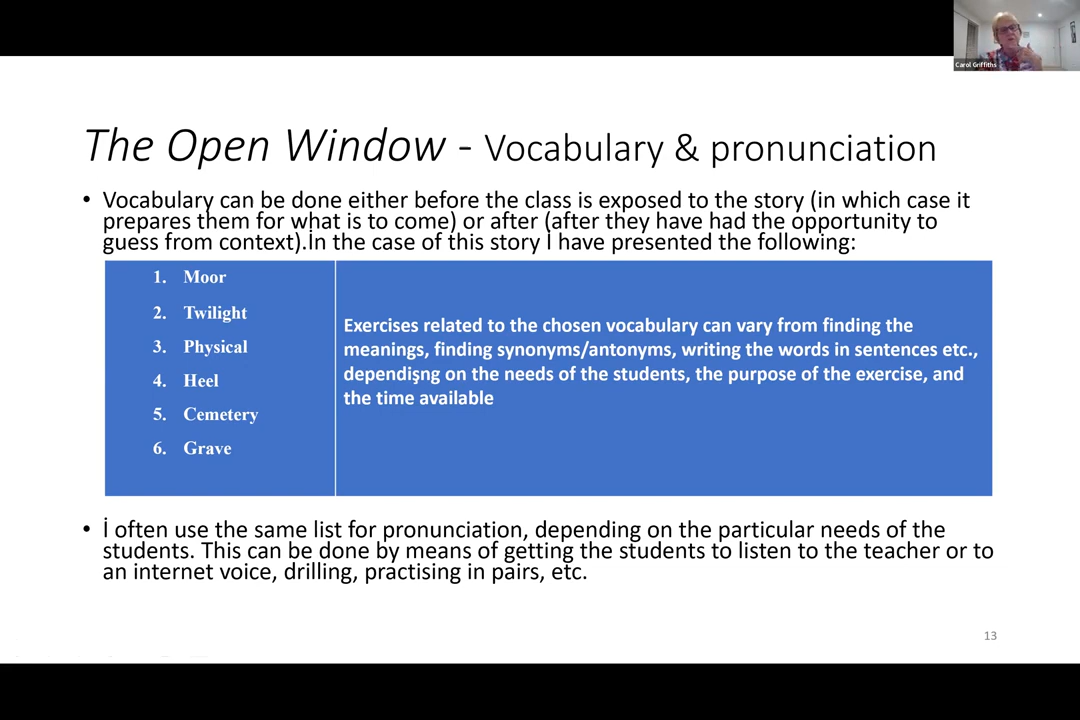 Carol Griffiths
The Open Window - Vocabulary & pronunciation
• Vocabulary can be done either before the class is exposed to the story (in which case it
prepares them for what is to come) or after (after they have had the opportunity to
guess from context).İn the case of this story İ have presented the following:
1. Moor
2. Twilight
3. Physical
4. Heel
5. Cemetery
6. Grave
Exercises related to the chosen vocabulary can vary from finding the
meanings, finding synonyms/antonyms, writing the words in sentences etc.,
dependişng on the needs of the students, the purpose of the exercise, and
the time available
• İ often use the same list for pronunciation, depending on the particular needs of the
students. This can be done by means of getting the students to listen to the teacher or to
an internet voice, drilling, practising in pairs, etc.
13